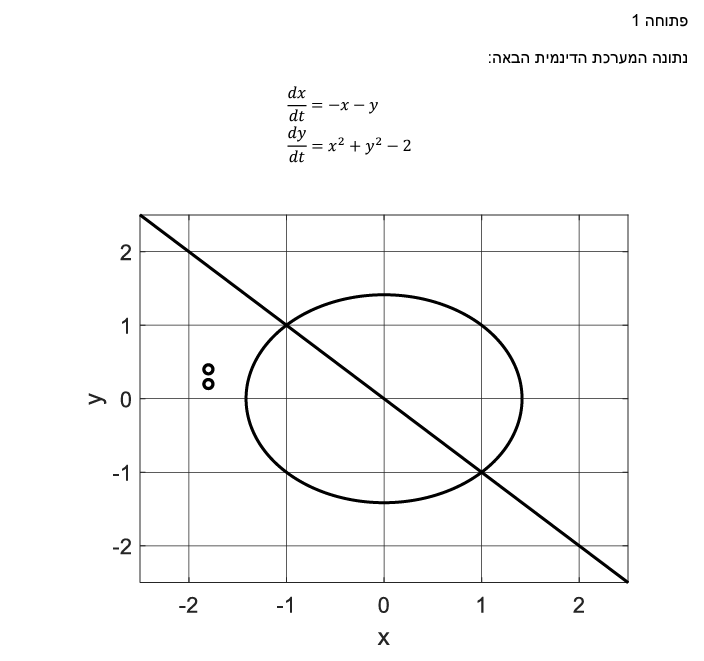 פתוחה 1
נתונה המערכת הדינמית הבאה:
dx/dt = −x − y
dy/dt = x² + y² − 2
2
1
0
-1
-2
y
-2 -1 0 1 2
x